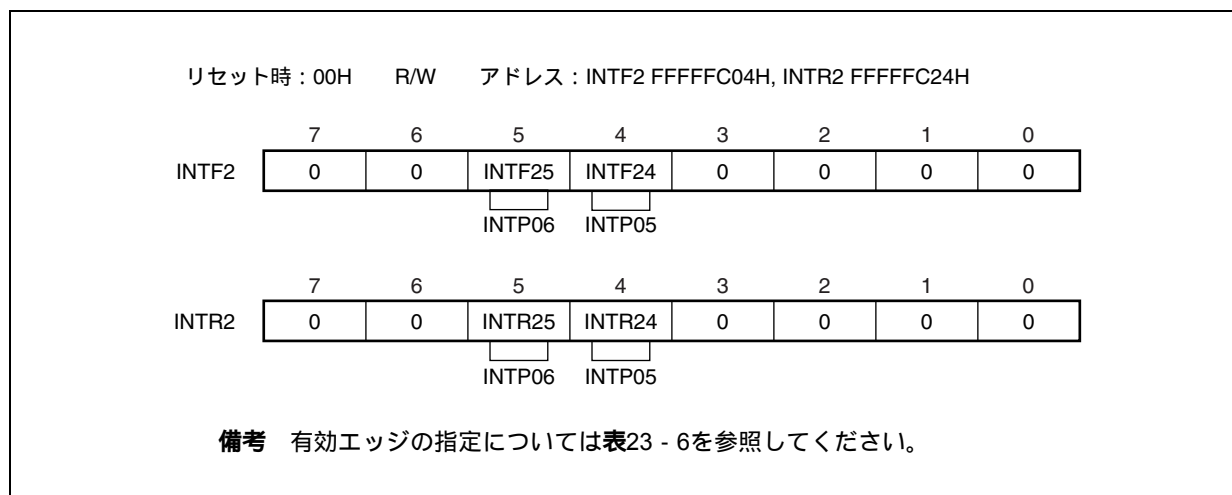 リセット時：00H R/W アドレス：INTF2 FFFFFC04H, INTR2 FFFFFC24H
7 6 5 4 3 2 1 0
INTF2 0 0 INTF25 INTF24 0 0 0 0
INTP06 INTP05
7 6 5 4 3 2 1 0
INTR2 0 0 INTR25 INTR24 0 0 0 0
INTP06 INTP05
備考 有効エッジの指定については表23 - 6を参照してください。